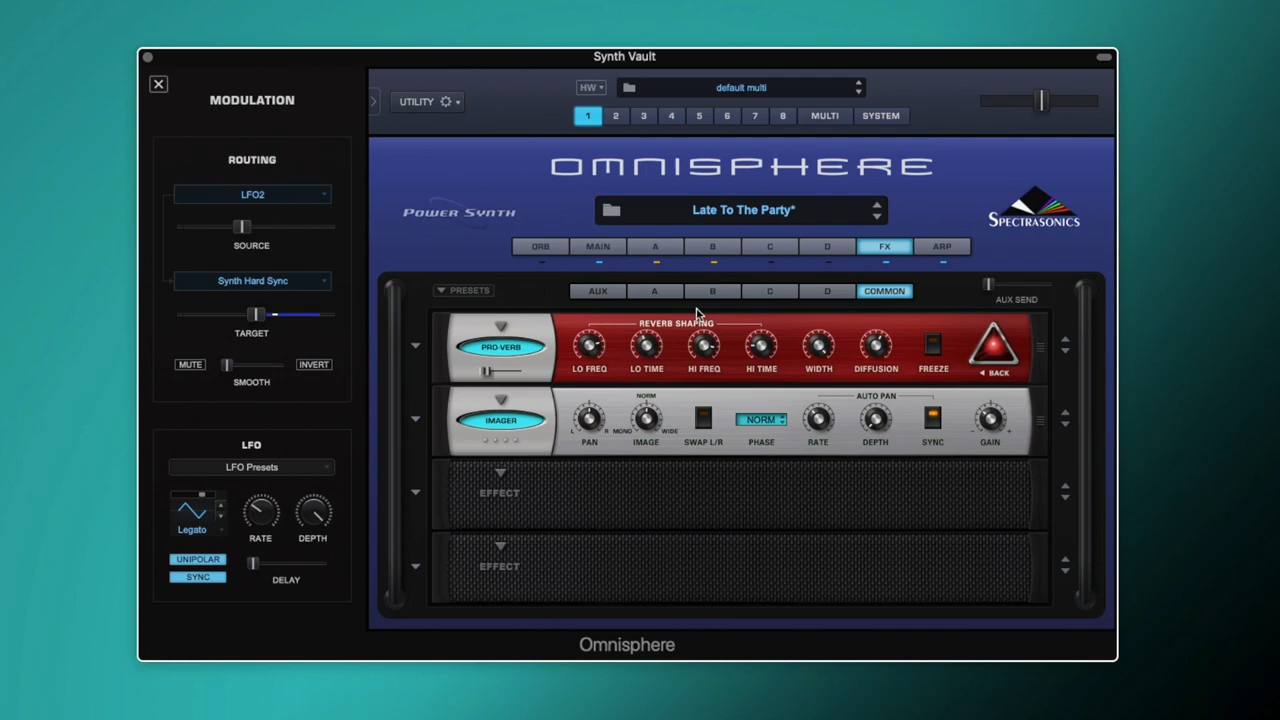 Synth Vault
MODULATION
ROUTING
LFO2
SOURCE
Synth Hard Sync
TARGET
MUTE INVERT
SMOOTH
LFO
LFO Presets
Legato
RATE DEPTH
UNIPOLAR
SYNC
DELAY
UTILITY
HW
default multi
1 2 3 4 5 6 7 8 MULTI SYSTEM
OMNISPHERE
POWER SYNTH
Late To The Party*
SPECTRASONICS
ORB MAIN A B C D FX ARP
PRESETS
AUX A B C D COMMON
AUX SEND
PRO-VERB
REVERB SHAPING
LO FREQ LO TIME HI FREQ HI TIME WIDTH DIFFUSION FREEZE BACK
IMAGER
NORM AUTO PAN
L R MONO WIDE NORM - +
PAN IMAGE SWAP L/R PHASE RATE DEPTH SYNC GAIN
EFFECT
EFFECT
Omnisphere